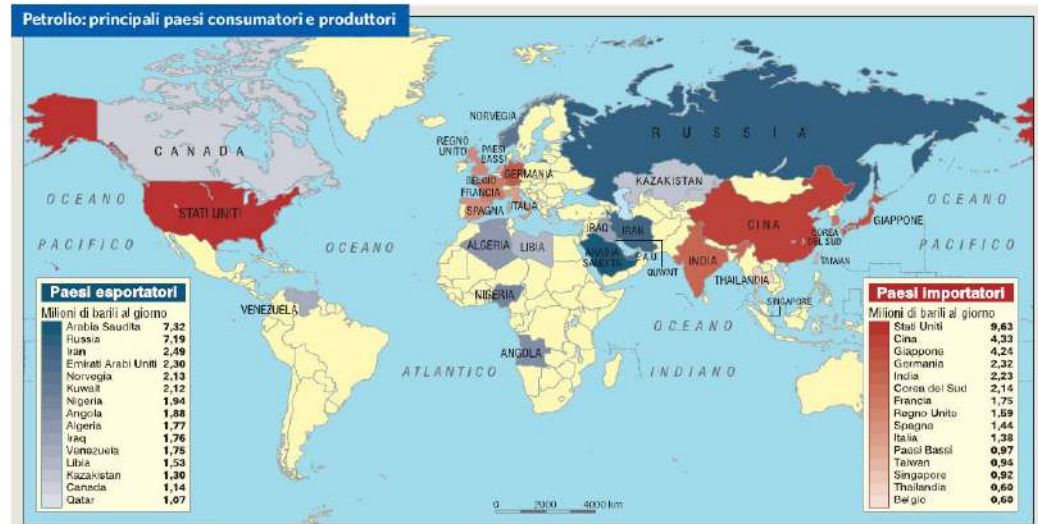 Petrolio: principali paesi consumatori e produttori
NORVEGIA
RUSSIA
REGNO
UNITO
PAESI
BASSI
CANADA
GERMANIA
BELGIO
KAZAKISTAN
FRANCIA
OCEANO
STATI UNITI
SPAGNA
ITALIA
CINA
GIAPPONE
OCEANO
COREA
DEL SUD
PACIFICO
OCEANO
ALGERIA
LIBIA
IRAQ
IRAN
ARABIA
SAUDITA
E.A.U.
QUWAIT
INDIA
TAIWAN
PACIFICO
THAILANDIA
SINGAPORE
VENEZUELA
NIGERIA
OCEANO
ANGOLA
ATLANTICO
INDIANO
Paesi esportatori
Milioni di barili al giorno
Arabia Saudita 7,32
Russia 7,19
Iran 2,49
Emirati Arabi Uniti 2,30
Norvegia 2,13
Kuwait 2,12
Nigeria 1,94
Angola 1,88
Algeria 1,77
Iraq 1,76
Venezuela 1,75
Libia 1,53
Kazakistan 1,30
Canada 1,14
Qatar 1,07
Paesi importatori
Milioni di barili al giorno
Stati Uniti 9,63
Cina 4,33
Giappone 4,24
Germania 2,32
India 2,23
Corea del Sud 2,14
Francia 1,75
Regno Unito 1,59
Spagna 1,44
Italia 1,38
Paesi Bassi 0,97
Taiwan 0,94
Singapore 0,92
Thailandia 0,60
Belgio 0,60
0 2000 4000 km